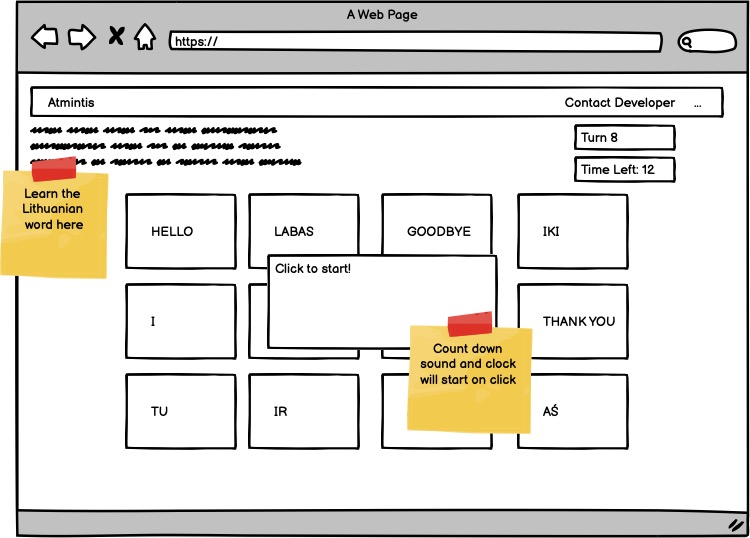 A Web Page
https://
Atmintis Contact Developer ...
Turn 8
Time Left: 12
Learn the
Lithuanian
word here
HELLO LABAS GOODBYE IKI
Click to start!
I THANK YOU
Count down
sound and clock
will start on click
TU IR AŚ